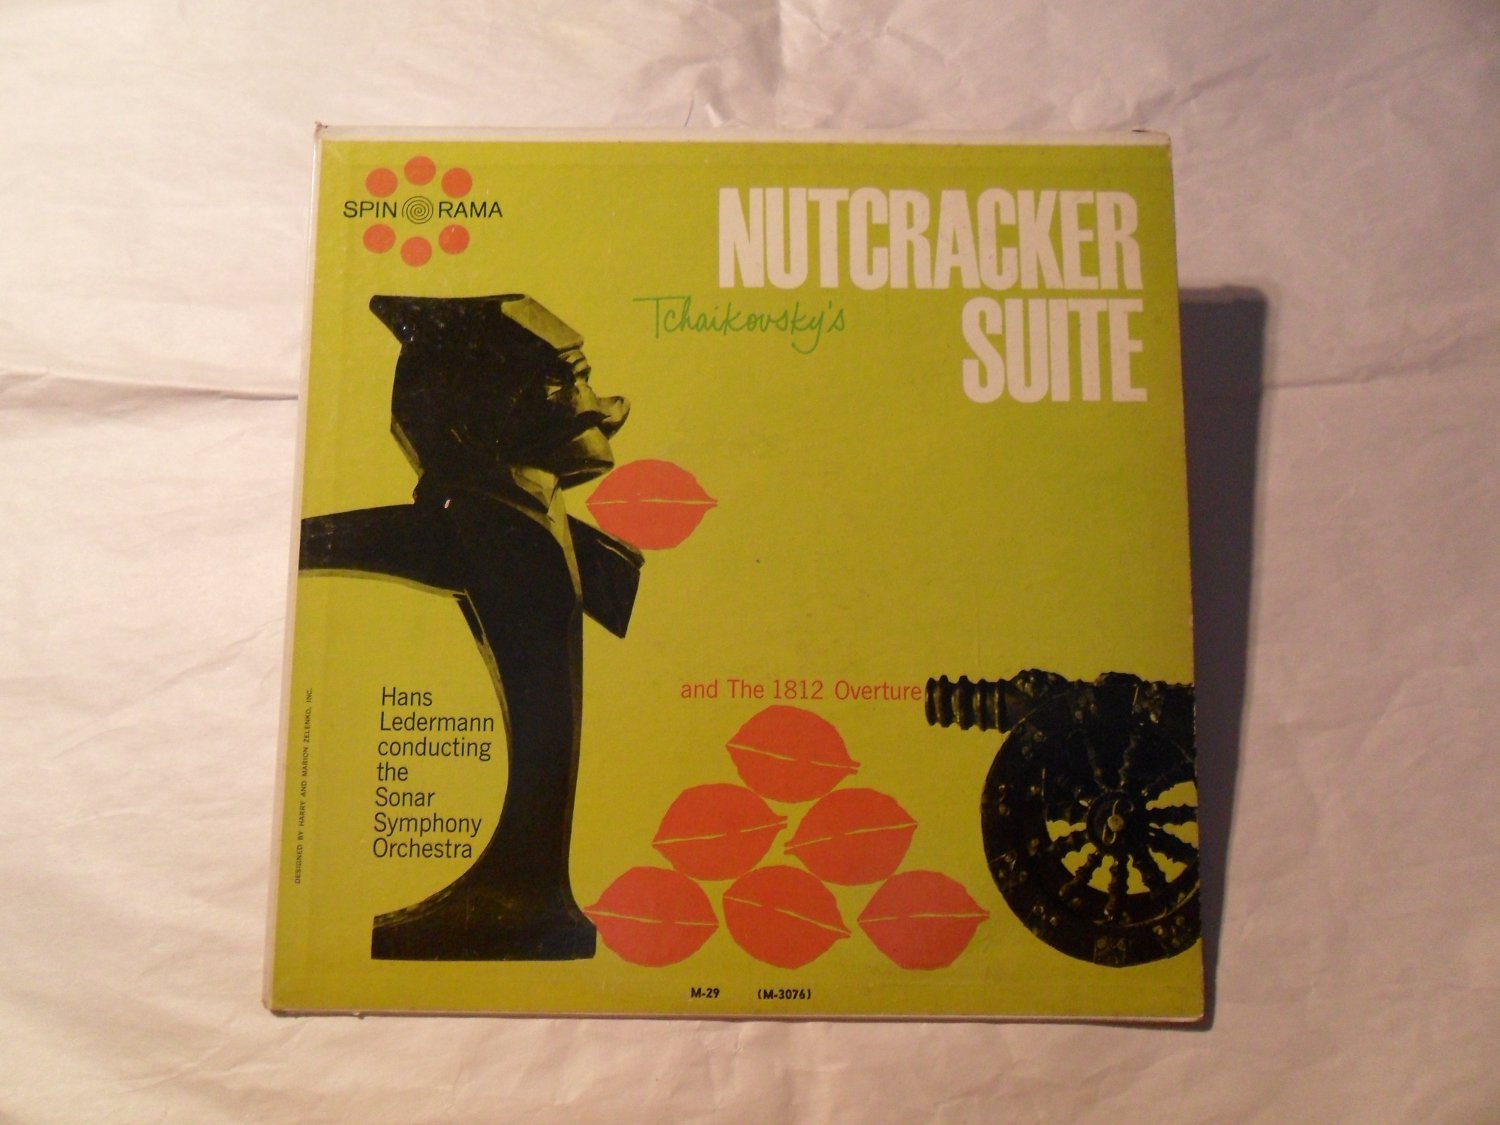 SPIN O RAMA
NUTCRACKER
Tchaikovsky's
SUITE
and The 1812 Overture
Hans
Ledermann
conducting
the
Sonar
Symphony
Orchestra
DESIGNED BY HARRY AND MARION ZELENKO, INC.
M-29 (M-3076)